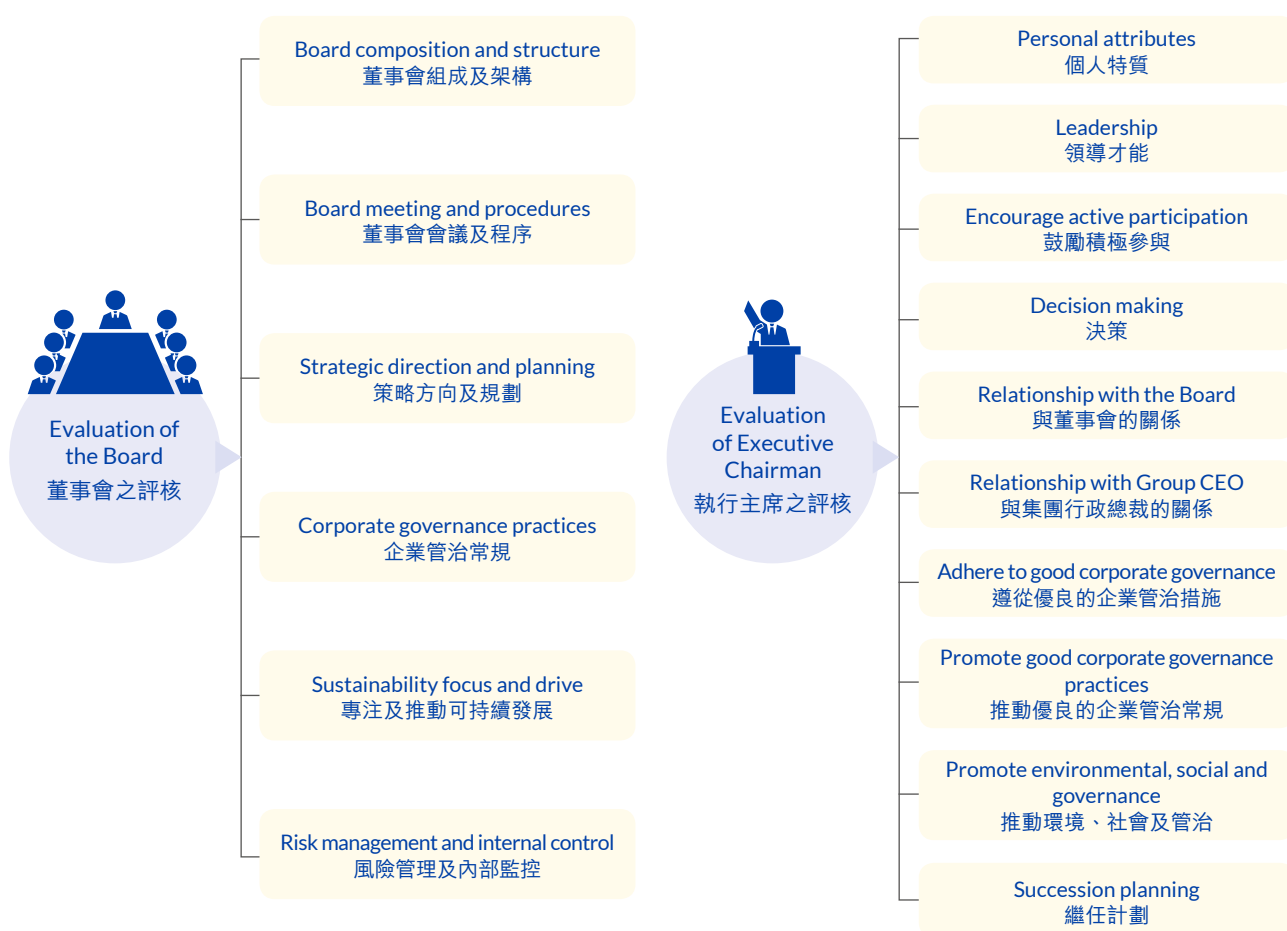 Evaluation of
the Board
董事會之評核
Board composition and structure
董事會組成及架構
Board meeting and procedures
董事會會議及程序
Strategic direction and planning
策略方向及規劃
Corporate governance practices
企業管治常規
Sustainability focus and drive
專注及推動可持續發展
Risk management and internal control
風險管理及內部監控
Evaluation
of Executive
Chairman
執行主席之評核
Personal attributes
個人特質
Leadership
領導才能
Encourage active participation
鼓勵積極參與
Decision making
決策
Relationship with the Board
與董事會的關係
Relationship with Group CEO
與集團行政總裁的關係
Adhere to good corporate governance
遵從優良的企業管治措施
Promote good corporate governance
practices
推動優良的企業管治常規
Promote environmental, social and
governance
推動環境、社會及管治
Succession planning
繼任計劃